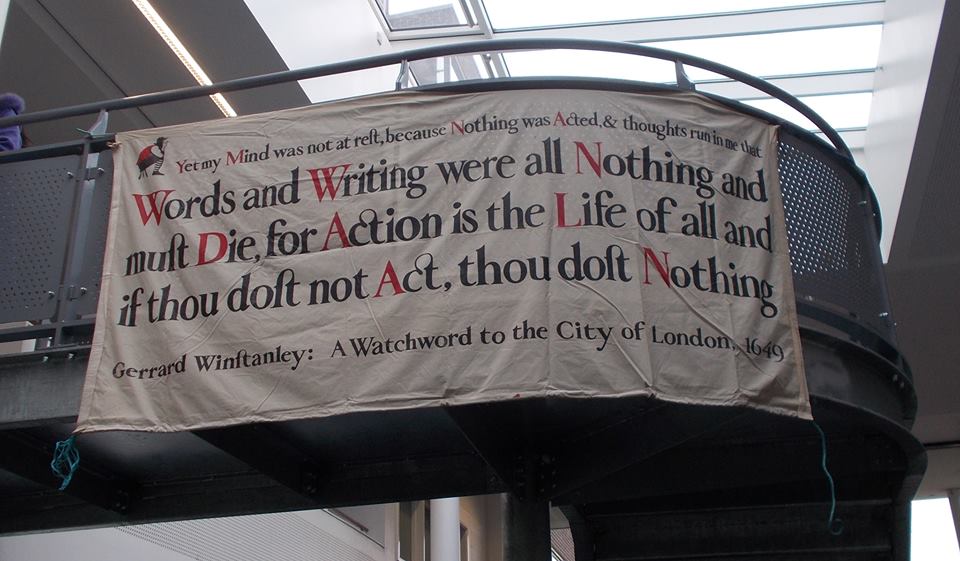 Yet my Mind was not at reſt, because Nothing was Acted, & thoughts run in me that
Words and Writing were all Nothing and
muſt Die, for Action is the Life of all and
if thou doſt not Act, thou doſt Nothing
Gerrard Winſtanley: A Watchword to the City of London, 1649